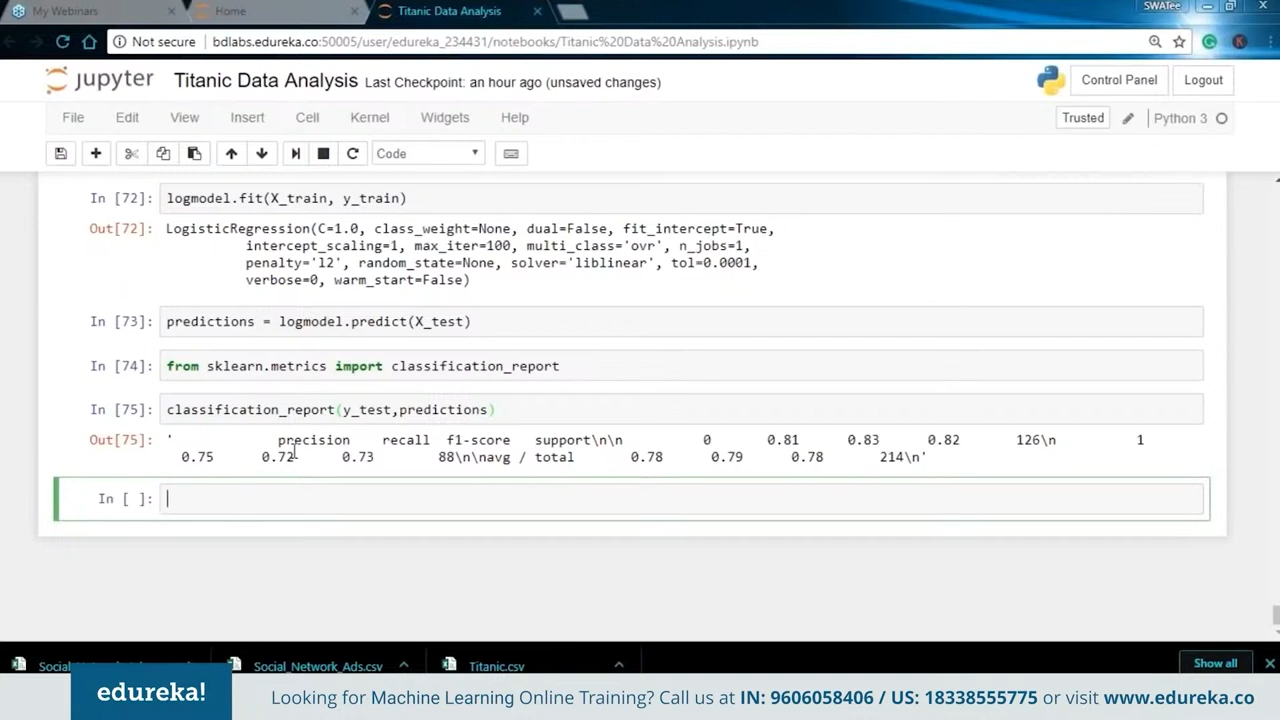 My Webinars Home Titanic Data Analysis SWATee
Not secure bdlabs.edureka.co:50005/user/edureka_234431/notebooks/Titanic%20Data%20Analysis.ipynb
jupyter Titanic Data Analysis Last Checkpoint: an hour ago (unsaved changes) Control Panel Logout
File Edit View Insert Cell Kernel Widgets Help Trusted Python 3
Code
In [72]: logmodel.fit(X_train, y_train)
Out[72]: LogisticRegression(C=1.0, class_weight=None, dual=False, fit_intercept=True,
intercept_scaling=1, max_iter=100, multi_class='ovr', n_jobs=1,
penalty='l2', random_state=None, solver='liblinear', tol=0.0001,
verbose=0, warm_start=False)
In [73]: predictions = logmodel.predict(X_test)
In [74]: from sklearn.metrics import classification_report
In [75]: classification_report(y_test,predictions)
Out[75]: ' precision recall f1-score support\n\n 0 0.81 0.83 0.82 126\n 1
0.75 0.72 0.73 88\n\navg / total 0.78 0.79 0.78 214\n'
In [ ]:
Social_Network_Ads.csv Titanic.csv Show all
edureka! Looking for Machine Learning Online Training? Call us at IN: 9606058406 / US: 18338555775 or visit www.edureka.co